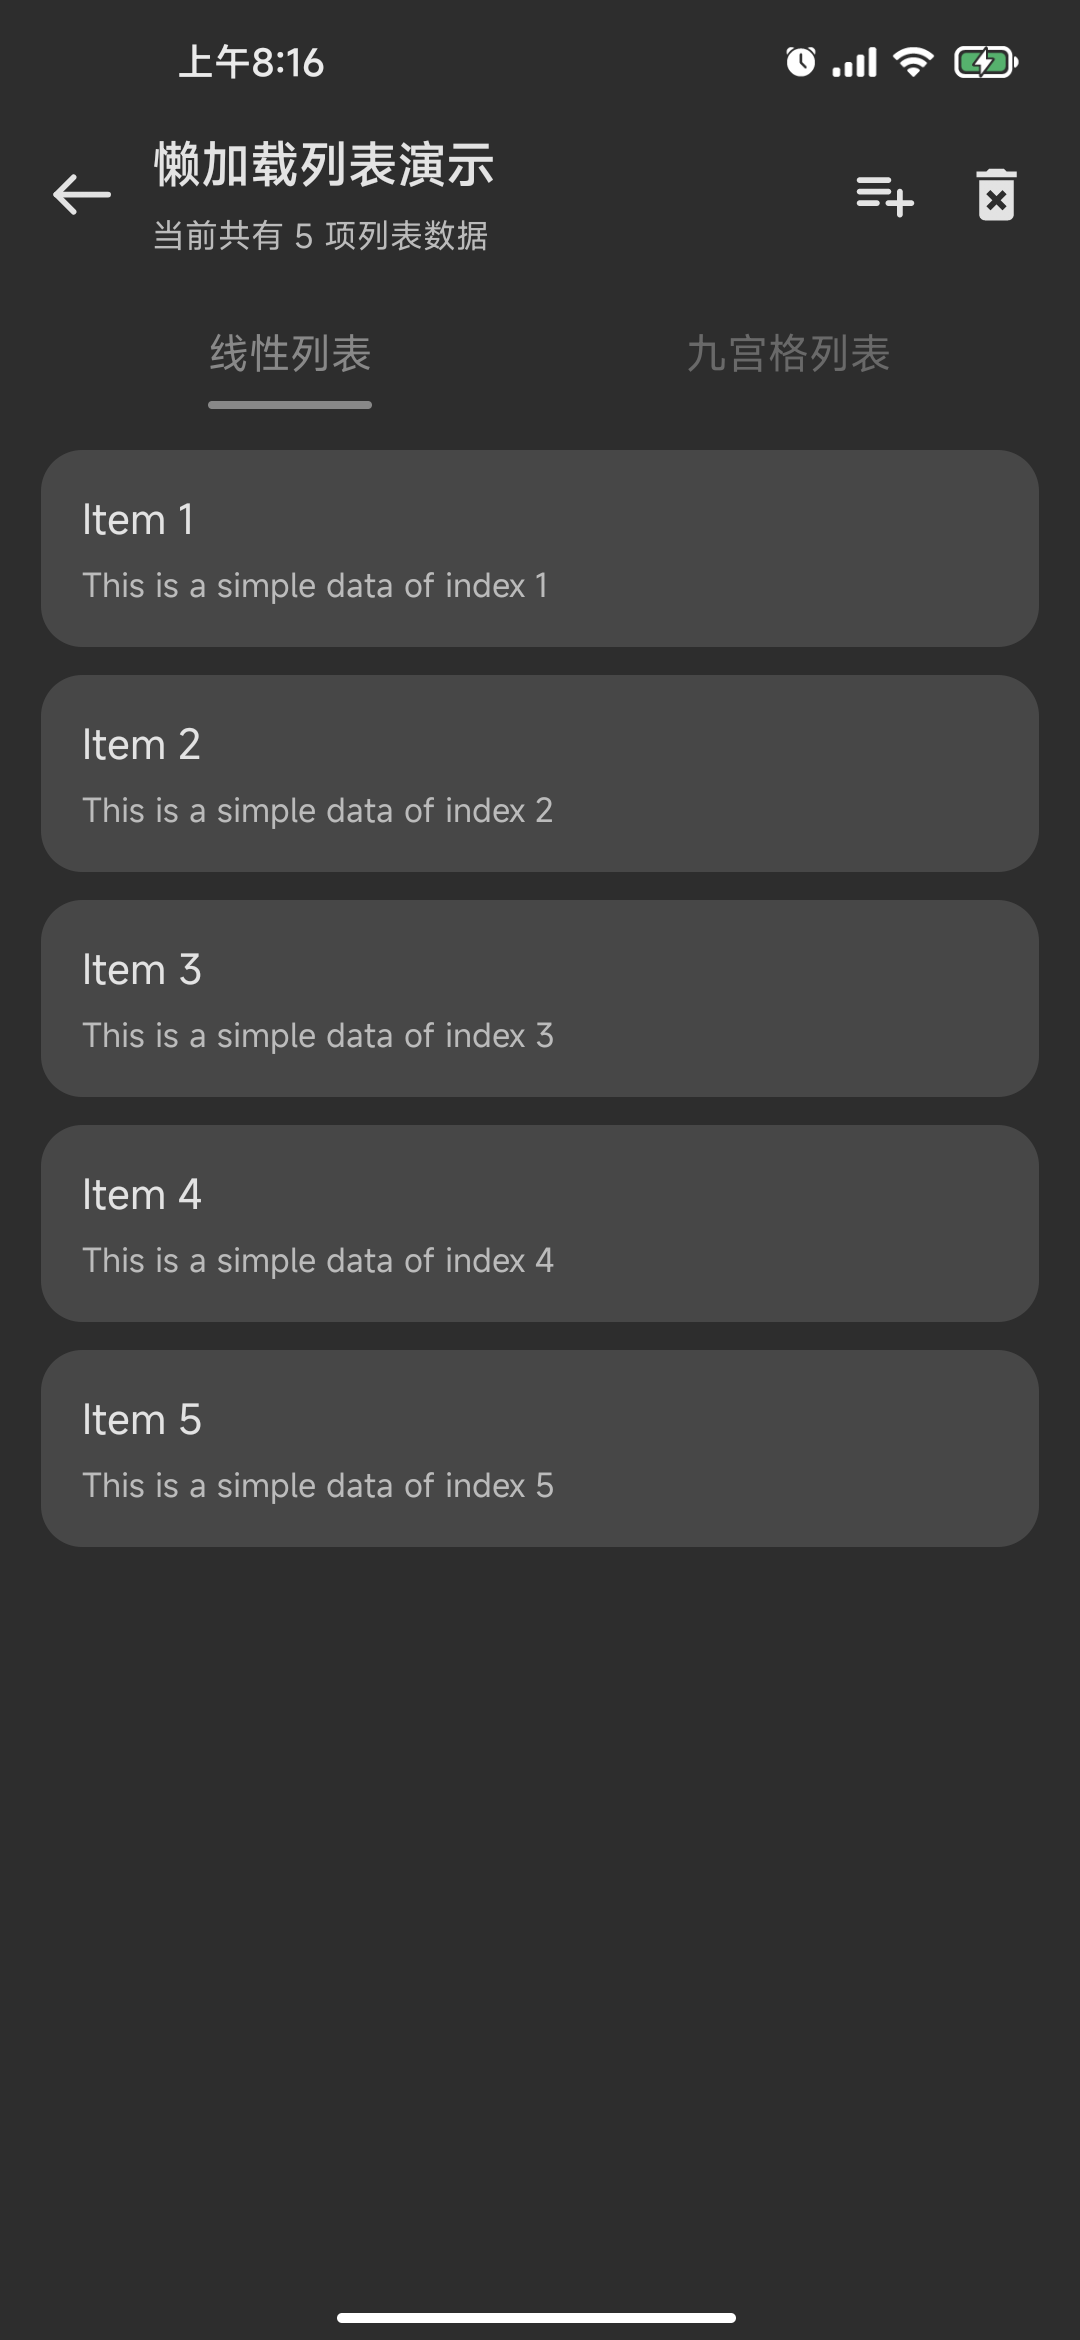 上午8:16
懒加载列表演示
当前共有 5 项列表数据
线性列表
九宫格列表
Item 1
This is a simple data of index 1
Item 2
This is a simple data of index 2
Item 3
This is a simple data of index 3
Item 4
This is a simple data of index 4
Item 5
This is a simple data of index 5